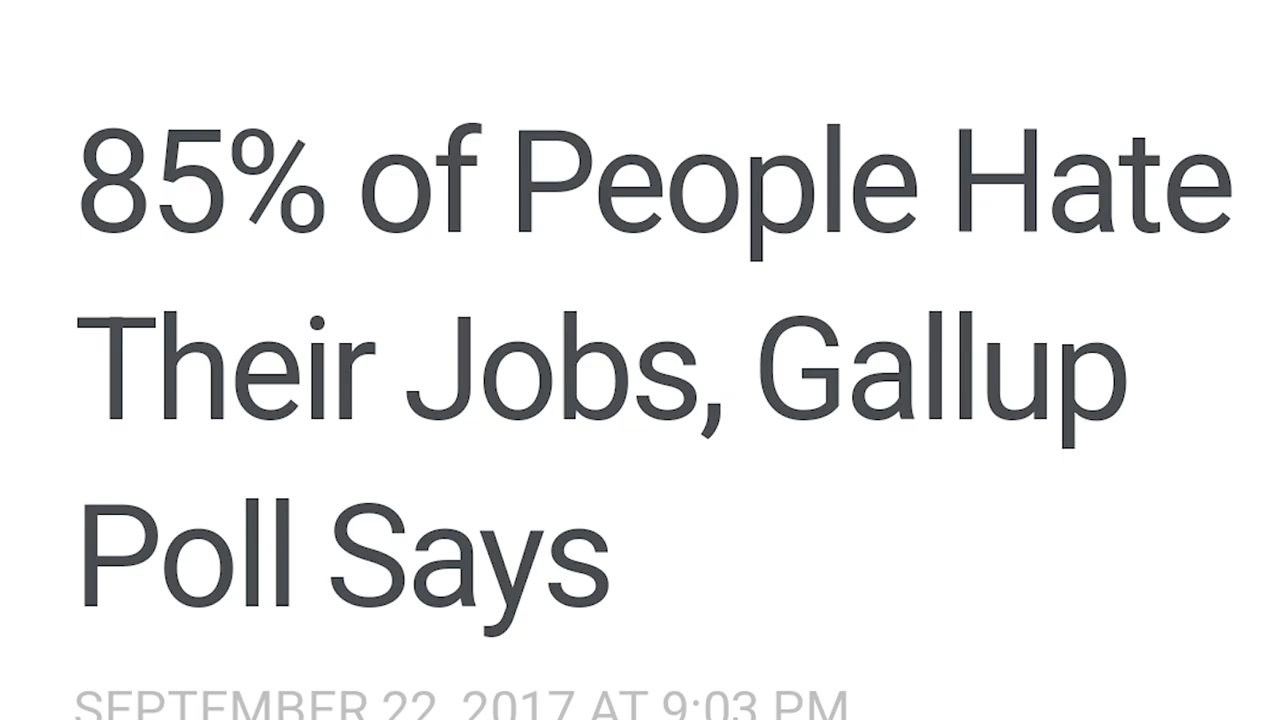 85% of People Hate
Their Jobs, Gallup
Poll Says
SEPTEMBER 22, 2017 AT 9:03 PM